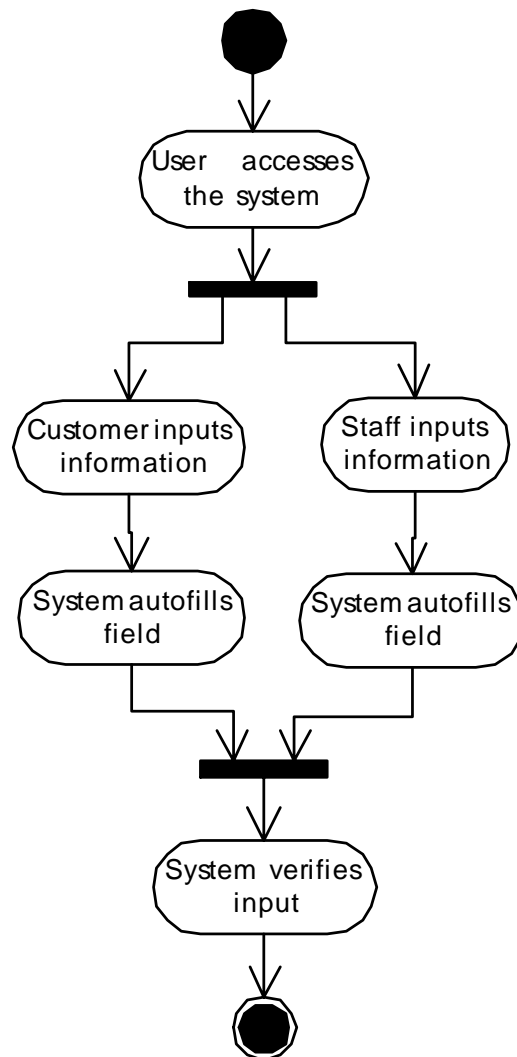 User accesses
the system
Customer inputs
information
Staff inputs
information
System autofills
field
System autofills
field
System verifies
input